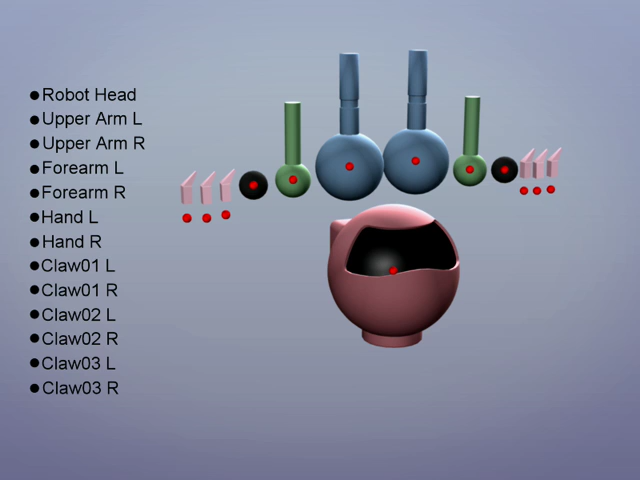 Robot Head
Upper Arm L
Upper Arm R
Forearm L
Forearm R
Hand L
Hand R
Claw01 L
Claw01 R
Claw02 L
Claw02 R
Claw03 L
Claw03 R